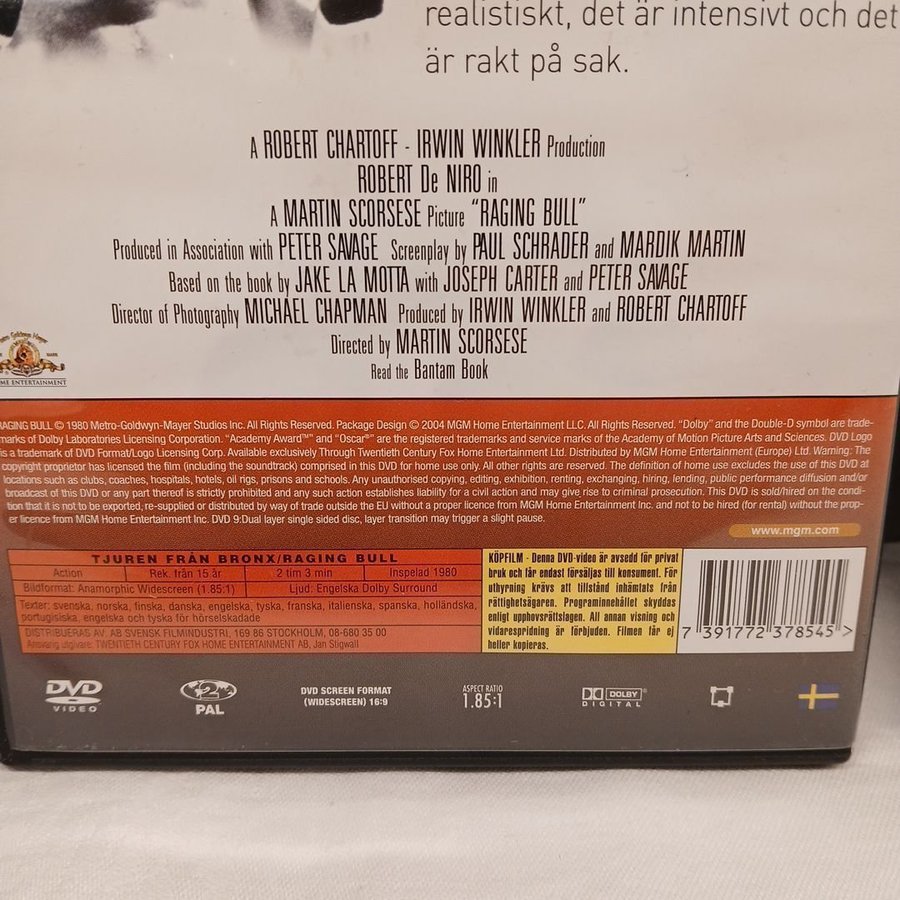 realistiskt, det är intensivt och det
är rakt på sak.
A ROBERT CHARTOFF - IRWIN WINKLER Production
ROBERT De NIRO in
A MARTIN SCORSESE Picture "RAGING BULL"
Produced in Association with PETER SAVAGE Screenplay by PAUL SCHRADER and MARDIK MARTIN
Based on the book by JAKE LA MOTTA with JOSEPH CARTER and PETER SAVAGE
Director of Photography MICHAEL CHAPMAN Produced by IRWIN WINKLER and ROBERT CHARTOFF
Directed by MARTIN SCORSESE
Read the Bantam Book
ME ENTERTAINMENT
RAGING BULL © 1980 Metro-Goldwyn-Mayer Studios Inc. All Rights Reserved. Package Design © 2004 MGM Home Entertainment LLC. All Rights Reserved. "Dolby" and the Double-D symbol are trade-
marks of Dolby Laboratories Licensing Corporation. "Academy Award™" and "Oscar®" are the registered trademarks and service marks of the Academy of Motion Picture Arts and Sciences. DVD Logo
is a trademark of DVD Format/Logo Licensing Corp. Available Exclusively Through Twentieth Century Fox Home Entertainment Ltd. Distributed by MGM Home Entertainment (Europe) Ltd. Warning: The
copyright proprietor has licensed the film (including the soundtrack) comprised in this DVD for home use only. All other rights are reserved. The definition of home use excludes the use of this DVD at
locations such as clubs, coaches, hospitals, hotels, oil rigs, prisons and schools. Any unauthorised copying, editing, exhibition, renting, exchanging, hiring, lending, public performance diffusion and/or
broadcast of this DVD or any part thereof is strictly prohibited and any such action establishes liability for a civil action and may give rise to criminal prosecution. This DVD is sold/hired on the condi-
tion that it is not to be exported, re-supplied or distributed by way of trade outside the EU without a proper licence from MGM Home Entertainment Inc. and not to be hired (for rental) without the prop-
er licence from MGM Home Entertainment Inc. DVD 9:Dual layer single sided disc, layer transition may trigger a slight pause.
www.mgm.com
TJUREN FRÅN BRONX/RAGING BULL
Action Rek. från 15 år 2 tim 3 min Inspelad 1980
Bildformat: Anamorphic Widescreen (1.85:1) Ljud: Engelska Dolby Surround
Texter: svenska, norska, finska, danska, engelska, tyska, franska, italienska, spanska, holländska,
portugisiska, engelska och tyska för hörselskadade
DISTRIBUERAS AV: AB SVENSK FILMINDUSTRI, 169 86 STOCKHOLM, 08-680 35 00
Ansvarig utgivare: TWENTIETH CENTURY FOX HOME ENTERTAINMENT AB, Jan Stigwall
KÖPFILM - Denna DVD-video är avsedd för privat
bruk och får endast försäljas till konsument. För
uthyrning krävs att tillstånd inhämtats från
rättighetsägaren. Programinnehållet skyddas
enligt upphovsrättslagen. All annan visning och
vidarespridning är förbjuden. Filmen får ej
heller kopieras.
7 391772 378545 >
DVD VIDEO
2 PAL
DVD SCREEN FORMAT
(WIDESCREEN) 16:9
ASPECT RATIO
1.85:1
DOLBY
DIGITAL